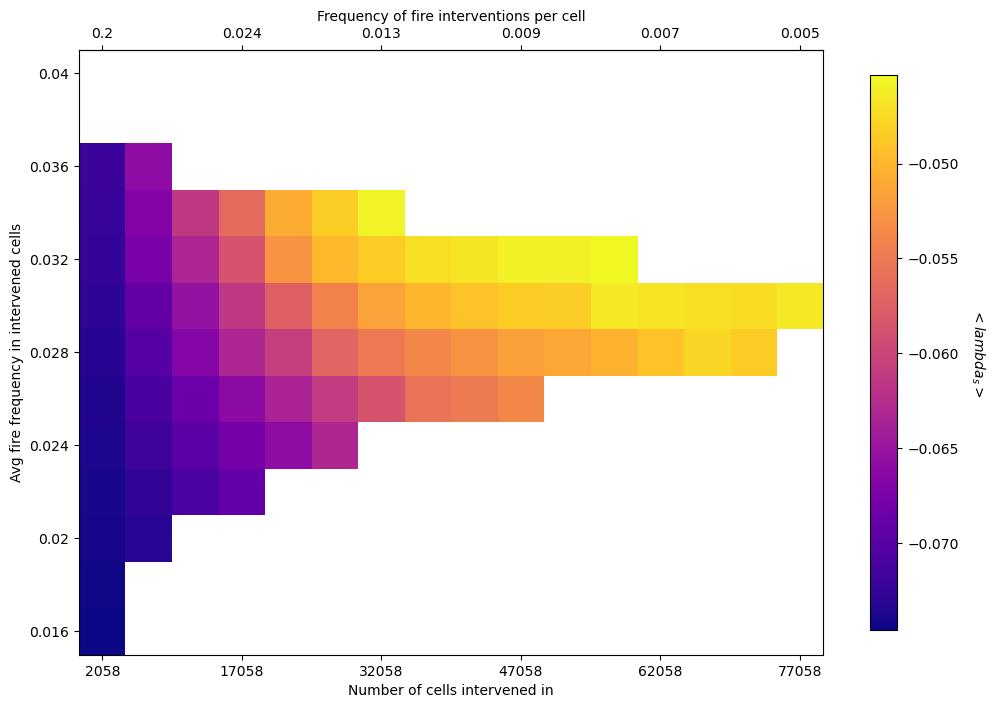 Frequency of fire interventions per cell
0.2 0.024 0.013 0.009 0.007 0.005
0.04
0.036
0.032
0.028
0.024
0.02
0.016
Avg fire frequency in intervened cells
2058 17058 32058 47058 62058 77058
Number of cells intervened in
−0.050
−0.055
−0.060
−0.065
−0.070
< lambda_s >